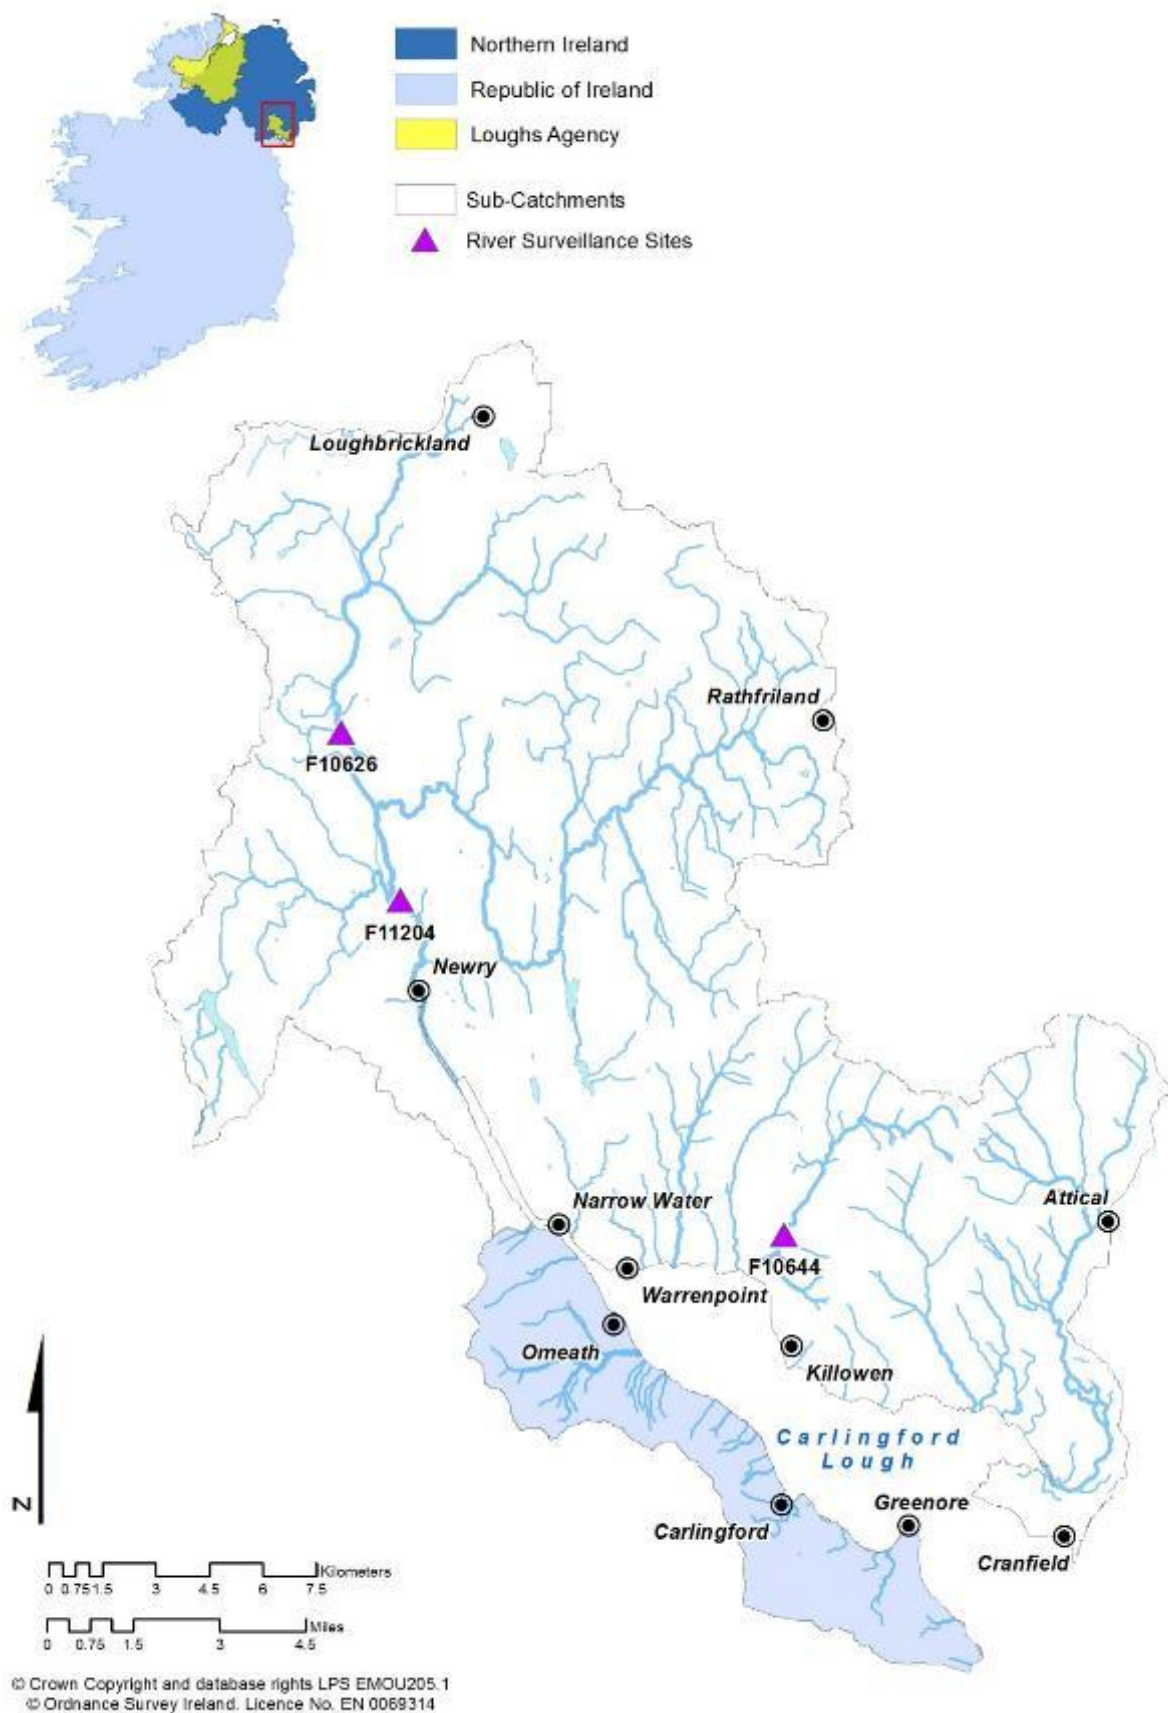 Northern Ireland
Republic of Ireland
Loughs Agency
Sub-Catchments
River Surveillance Sites
Loughbrickland
Rathfriland
F10626
F11204
Newry
Narrow Water
Attical
F10644
Warrenpoint
Omeath
Killowen
Carlingford
Lough
Greenore
Carlingford
Cranfield
N
Kilometers
0 0.75 1.5 3 4.5 6 7.5
Miles
0 0.75 1.5 3 4.5
© Crown Copyright and database rights LPS EMOU205.1
© Ordnance Survey Ireland. Licence No. EN 0069314